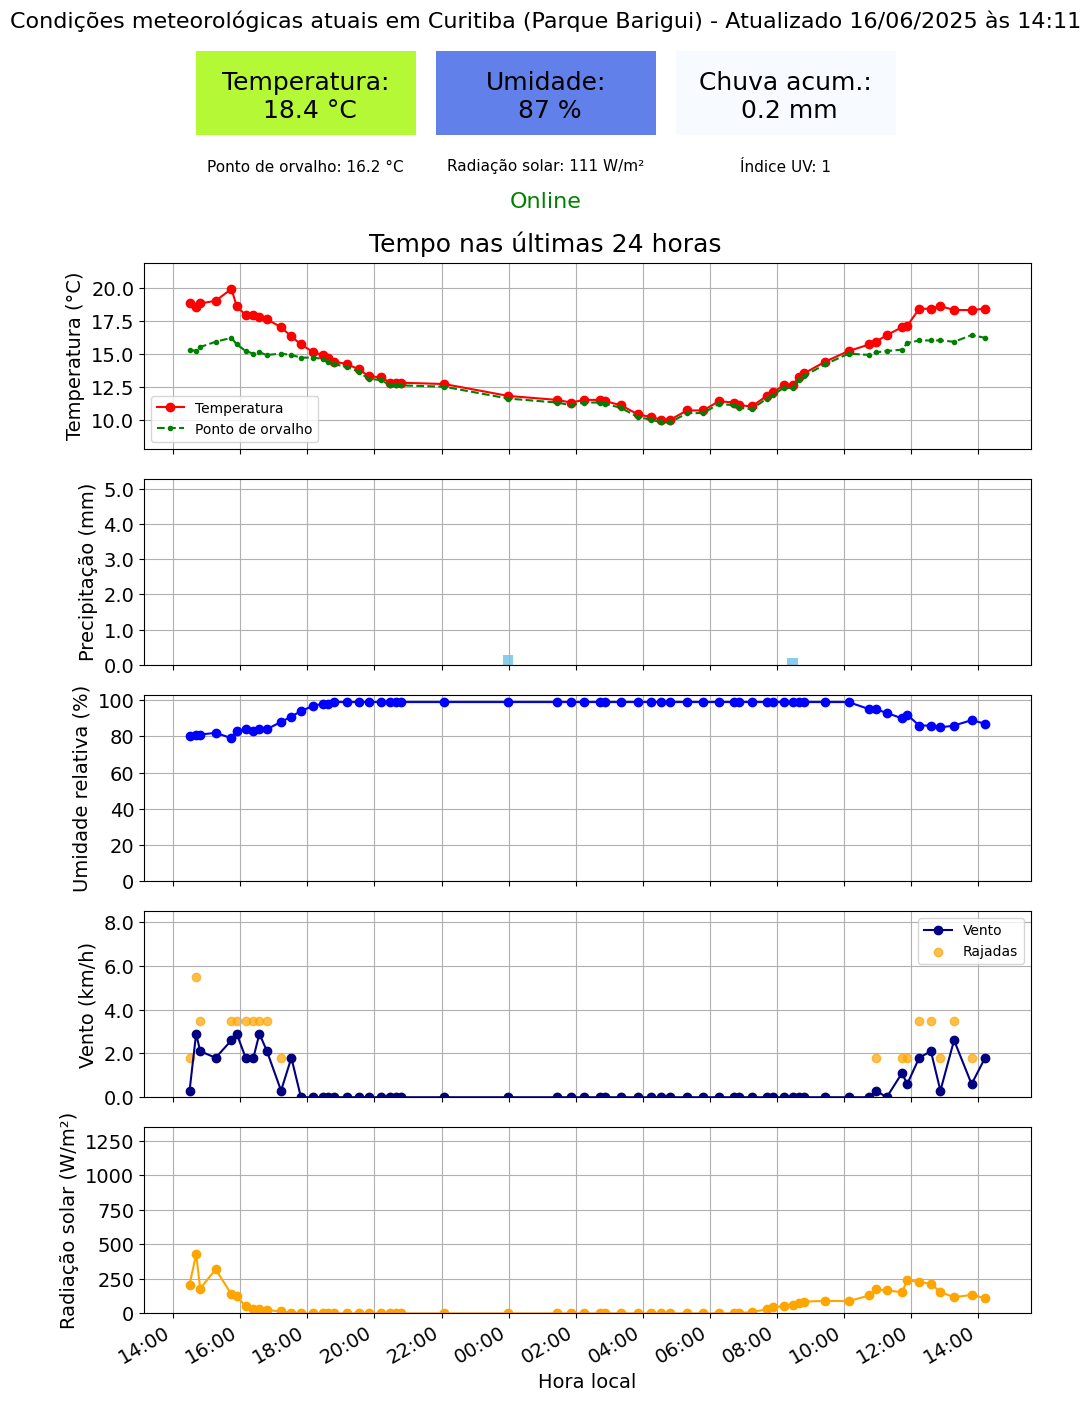 Condições meteorológicas atuais em Curitiba (Parque Barigui) - Atualizado 16/06/2025 às 14:11
Temperatura:
18.4 °C
Umidade:
87 %
Chuva acum.:
0.2 mm
Ponto de orvalho: 16.2 °C
Radiação solar: 111 W/m²
Índice UV: 1
Online
Tempo nas últimas 24 horas
Temperatura (°C)
20.0
17.5
15.0
12.5
10.0
Temperatura
Ponto de orvalho
Precipitação (mm)
5.0
4.0
3.0
2.0
1.0
0.0
Umidade relativa (%)
100
80
60
40
20
0
Vento (km/h)
8.0
6.0
4.0
2.0
0.0
Vento
Rajadas
Radiação solar (W/m²)
1250
1000
750
500
250
0
14:00
16:00
18:00
20:00
22:00
00:00
02:00
04:00
06:00
08:00
10:00
12:00
14:00
Hora local